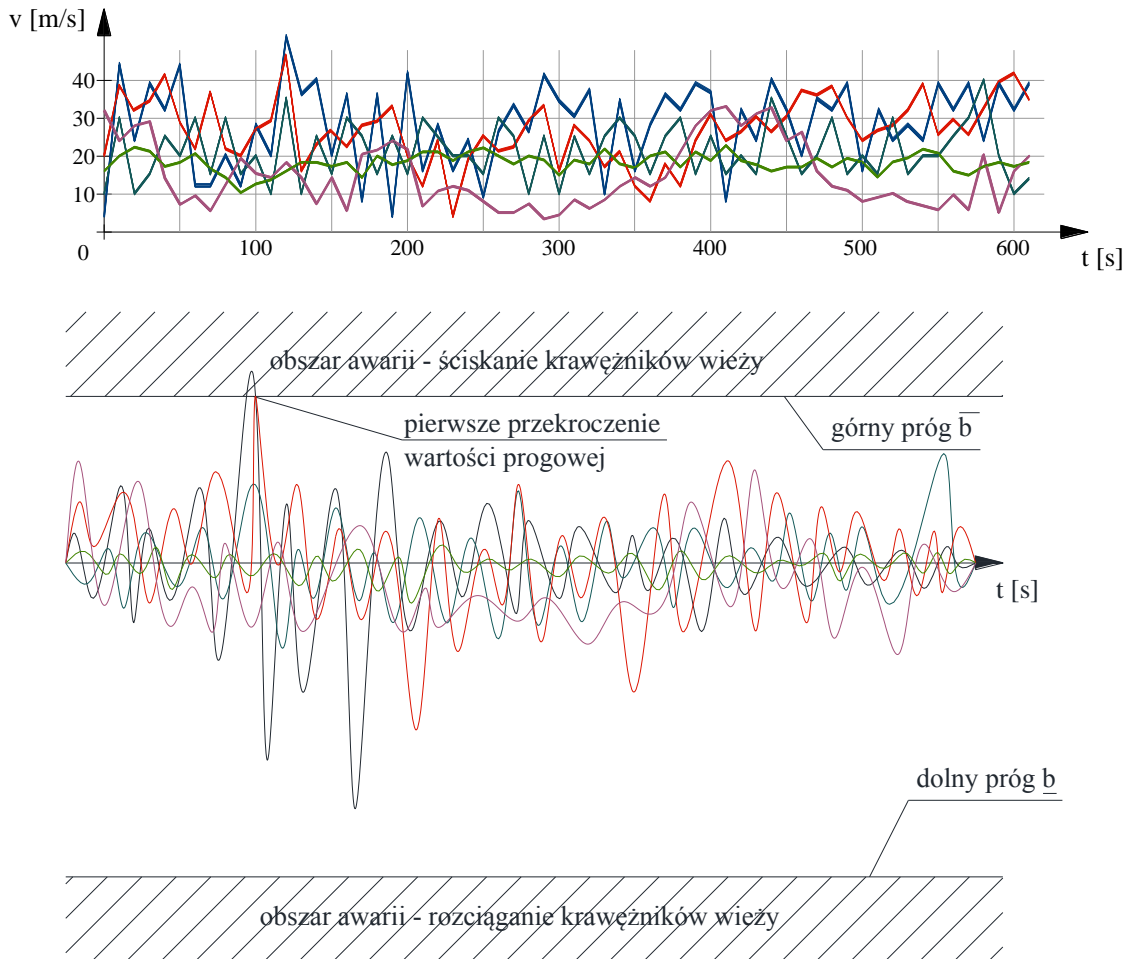 v [m/s]
40
30
20
10
0
100
200
300
400
500
600
t [s]
obszar awarii - ściskanie krawężników wieży
pierwsze przekroczenie
wartości progowej
górny próg b̅
t [s]
dolny próg b̲
obszar awarii - rozciąganie krawężników wieży